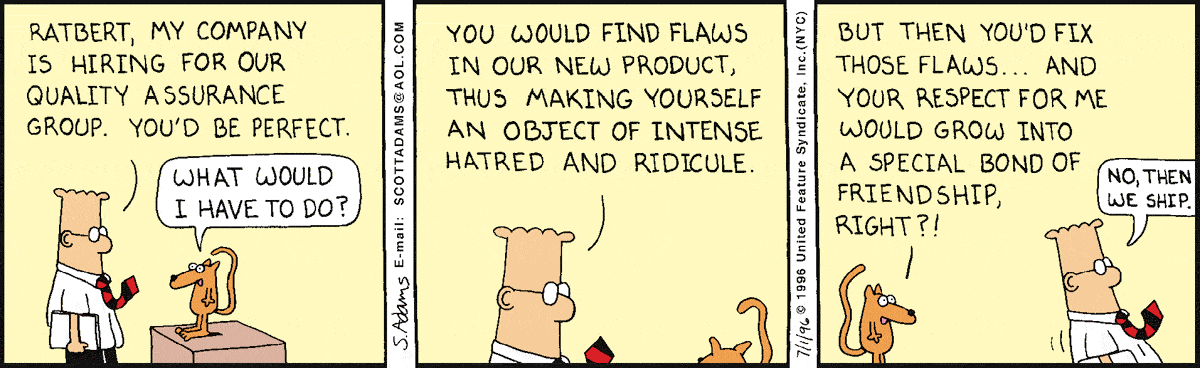 RATBERT, MY COMPANY
IS HIRING FOR OUR
QUALITY ASSURANCE
GROUP. YOU'D BE PERFECT.
WHAT WOULD
I HAVE TO DO?
S. Adams E-mail: SCOTTADAMS@AOL.COM
YOU WOULD FIND FLAWS
IN OUR NEW PRODUCT,
THUS MAKING YOURSELF
AN OBJECT OF INTENSE
HATRED AND RIDICULE.
7/1/96 © 1996 United Feature Syndicate, Inc.(NYC)
BUT THEN YOU'D FIX
THOSE FLAWS... AND
YOUR RESPECT FOR ME
WOULD GROW INTO
A SPECIAL BOND OF
FRIENDSHIP,
RIGHT?!
NO, THEN
WE SHIP.